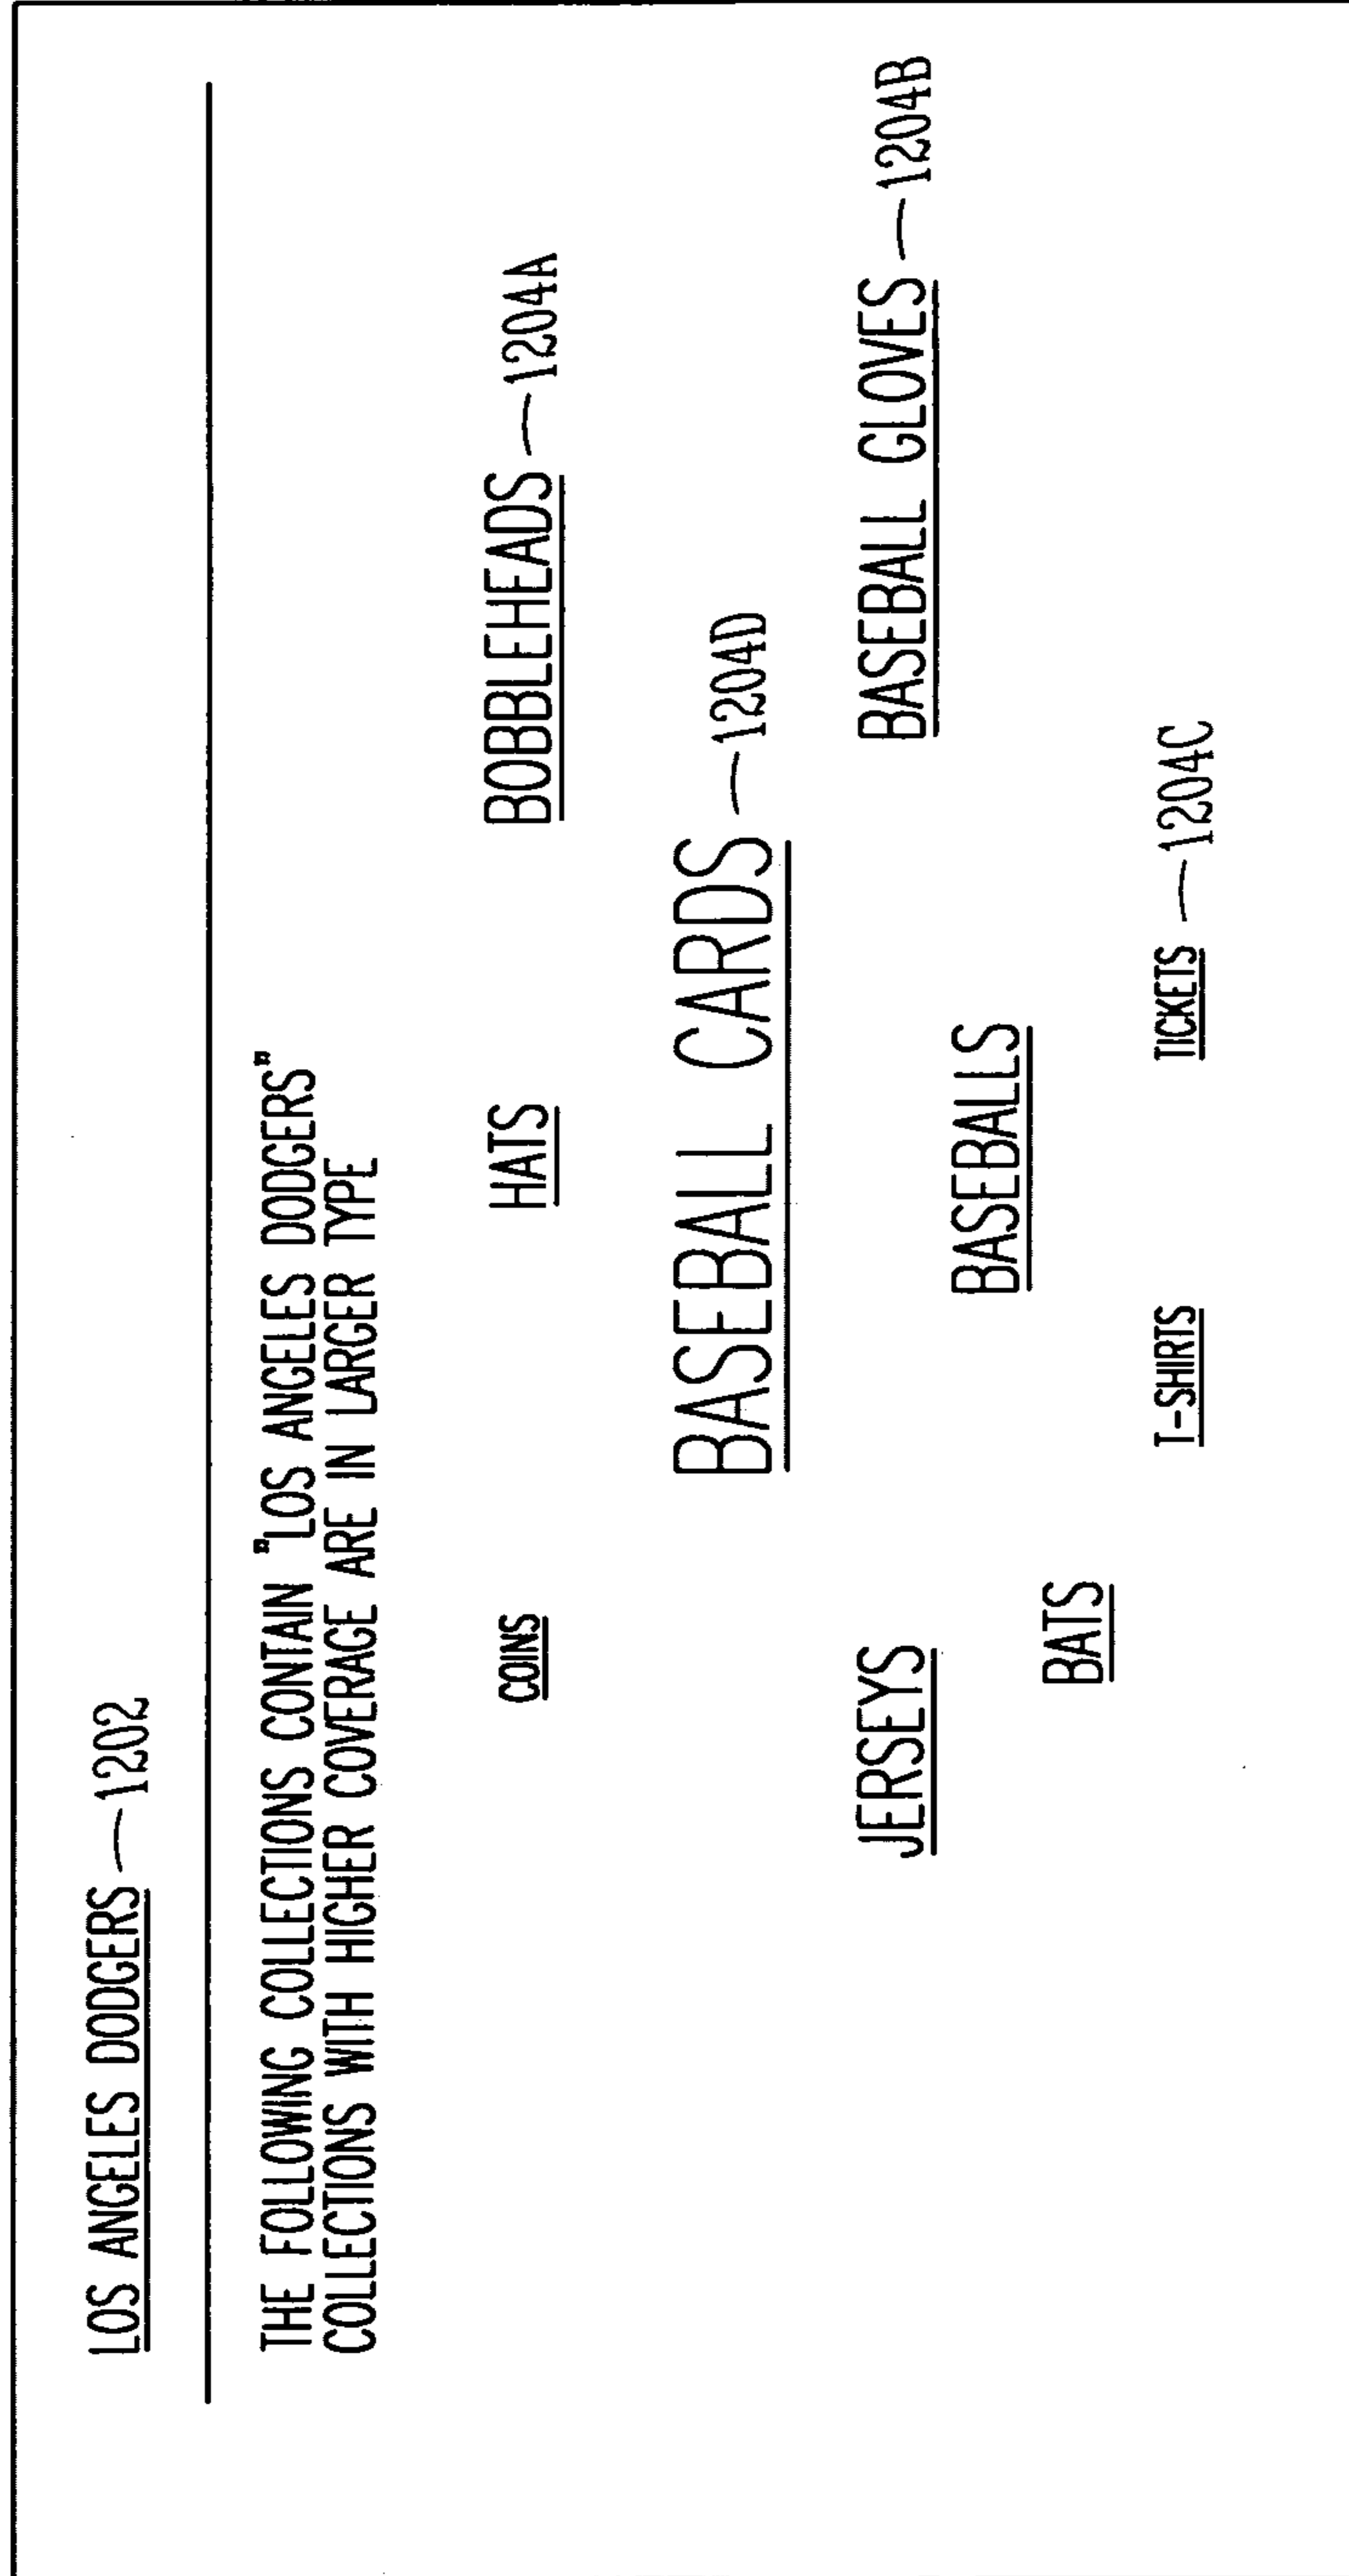 LOS ANGELES DODGERS 1202
THE FOLLOWING COLLECTIONS CONTAIN "LOS ANGELES DODGERS"
COLLECTIONS WITH HIGHER COVERAGE ARE IN LARGER TYPE
COINS HATS BOBBLEHEADS 1204A
BASEBALL CARDS 1204D
JERSEYS BASEBALL GLOVES 1204B
BASEBALLS
BATS
T-SHIRTS TICKETS 1204C